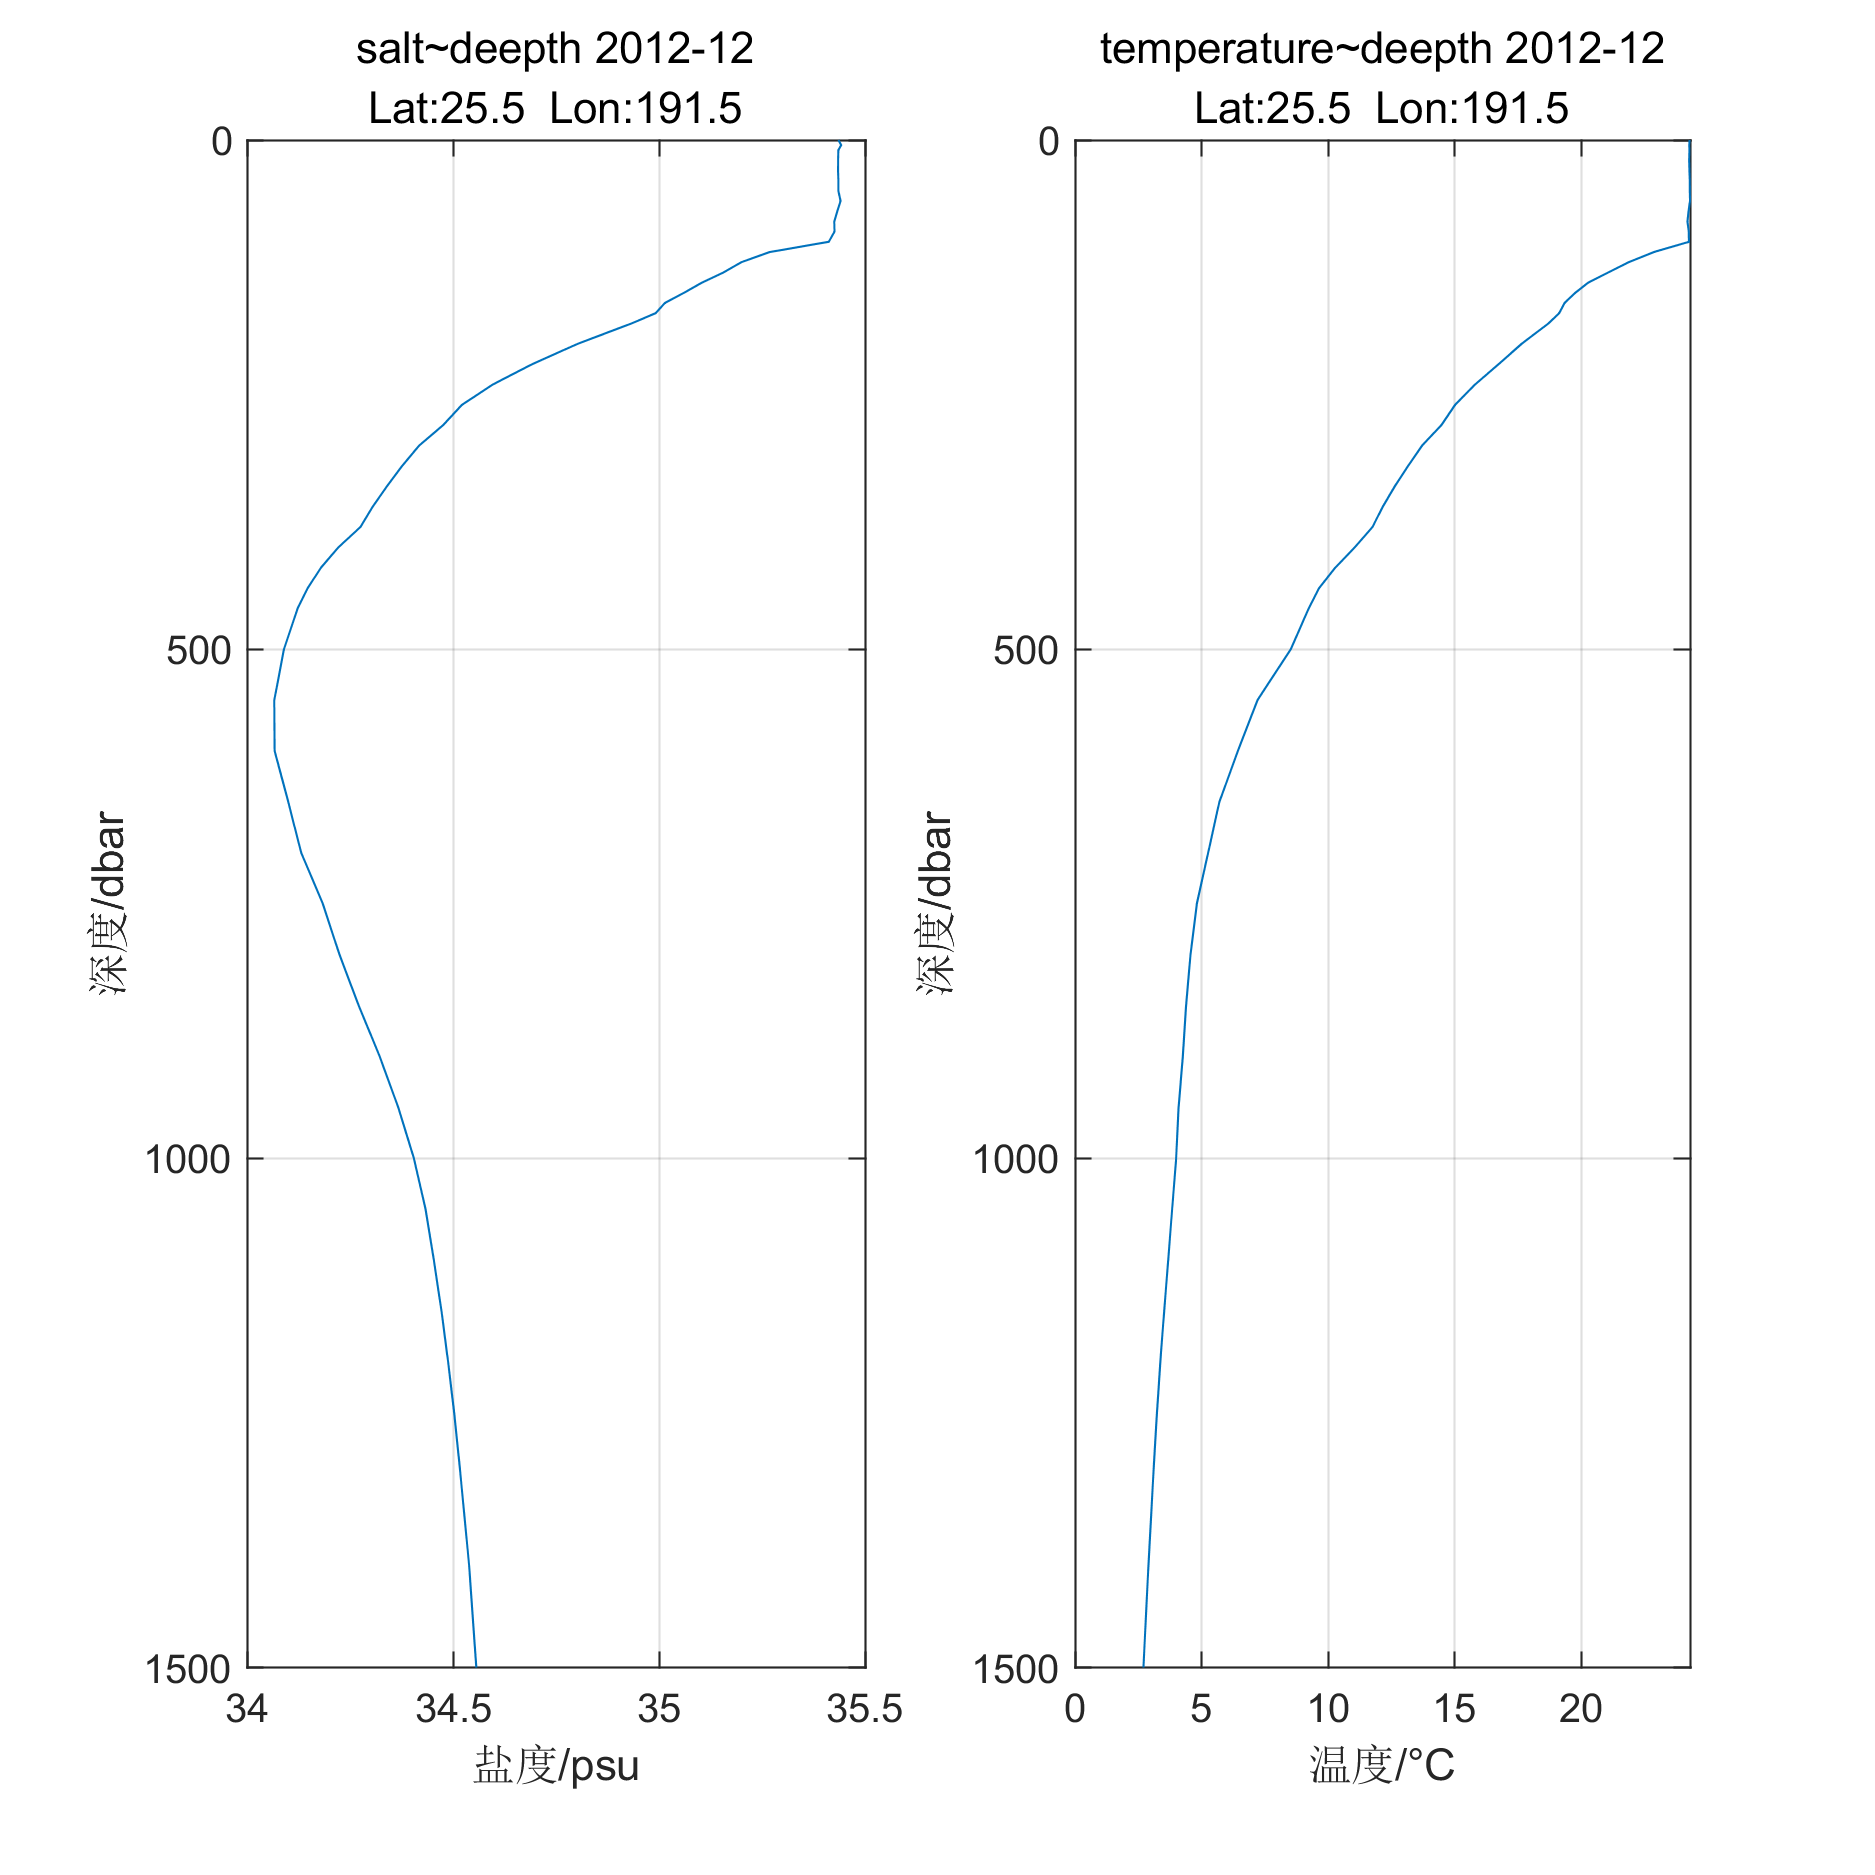 salt~deepth 2012-12
Lat:25.5  Lon:191.5
0
500
1000
1500
深度/dbar
34
34.5
35
35.5
盐度/psu
temperature~deepth 2012-12
Lat:25.5  Lon:191.5
0
500
1000
1500
深度/dbar
0
5
10
15
20
温度/°C